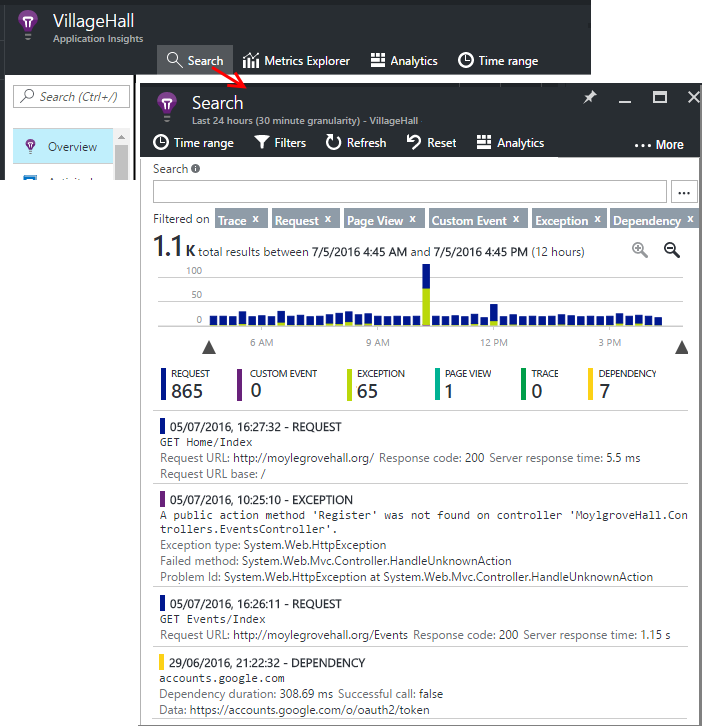 VillageHall
Application Insights
Search
Metrics Explorer
Analytics
Time range
Search (Ctrl+/)
Overview
Search
Last 24 hours (30 minute granularity) - VillageHall
Time range
Filters
Refresh
Reset
Analytics
••• More
Search
...
Filtered on Trace x Request x Page View x Custom Event x Exception x Dependency x
1.1K total results between 7/5/2016 4:45 AM and 7/5/2016 4:45 PM (12 hours)
100
50
0
6 AM 9 AM 12 PM 3 PM
REQUEST CUSTOM EVENT EXCEPTION PAGE VIEW TRACE DEPENDENCY
865 0 65 1 0 7
05/07/2016, 16:27:32 - REQUEST
GET Home/Index
Request URL: http://moylegrovehall.org/ Response code: 200 Server response time: 5.5 ms
Request URL base: /
05/07/2016, 10:25:10 - EXCEPTION
A public action method 'Register' was not found on controller 'MoylgroveHall.Con
trollers.EventsController'.
Exception type: System.Web.HttpException
Failed method: System.Web.Mvc.Controller.HandleUnknownAction
Problem Id: System.Web.HttpException at System.Web.Mvc.Controller.HandleUnknownAction
05/07/2016, 16:26:11 - REQUEST
GET Events/Index
Request URL: http://moylegrovehall.org/Events Response code: 200 Server response time: 1.15 s
29/06/2016, 21:22:32 - DEPENDENCY
accounts.google.com
Dependency duration: 308.69 ms Successful call: false
Data: https://accounts.google.com/o/oauth2/token